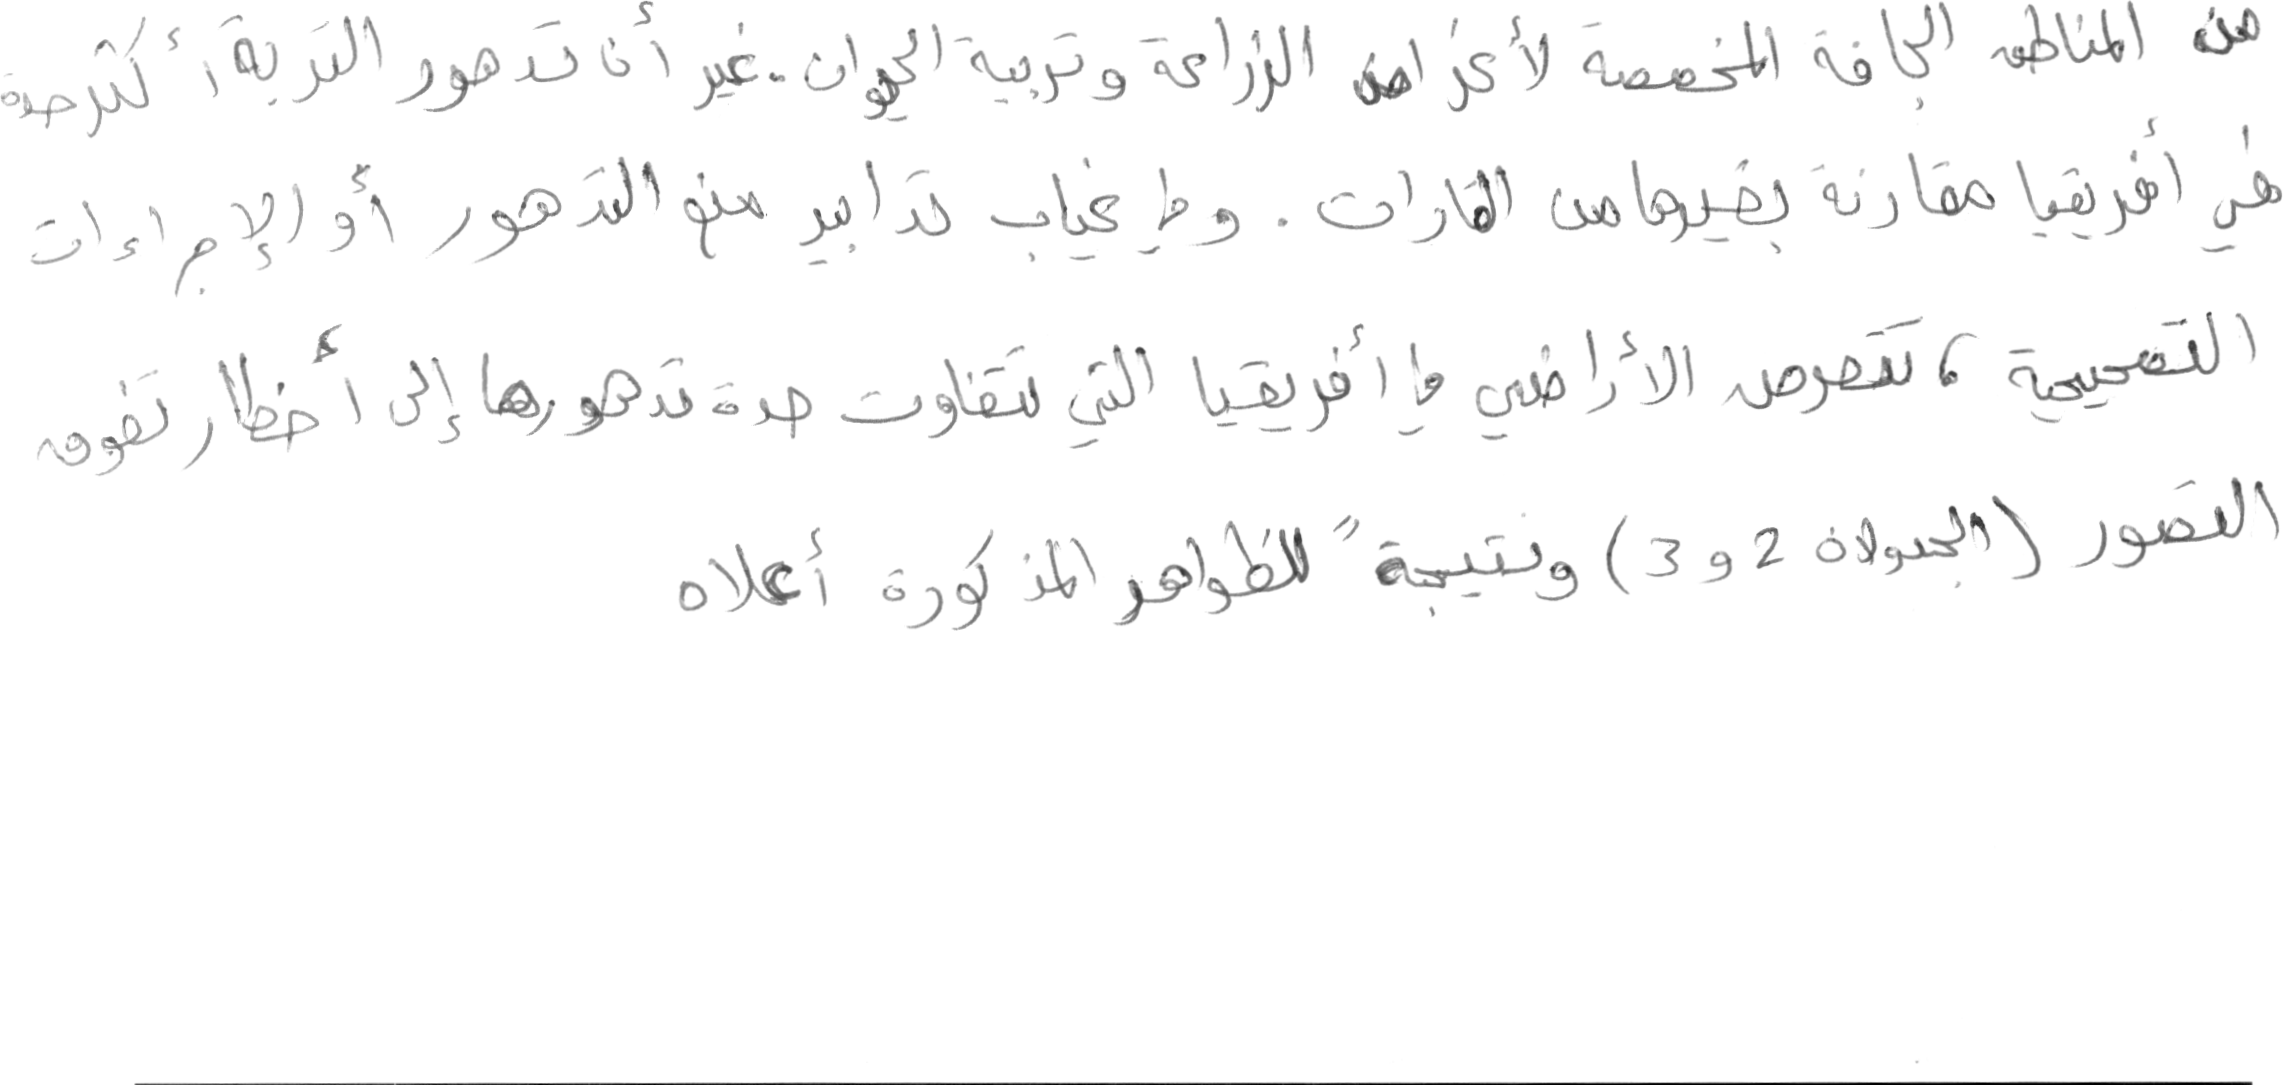 من المناطق الجافة المخصصة لأغراض الزراعة وتربية الحيوان. غير أن تدهور التربة أكثر حدة
في أفريقيا مقارنة بغيرها من القارات. وفي غياب تدابير منع التدهور أو الإجراءات
التصحيحية، تتعرض الأراضي في أفريقيا التي تتفاوت حدة تدهورها إلى أخطار تفوق
التصور (الجدولان 2 و 3) ونتيجةً للظواهر المذكورة أعلاه